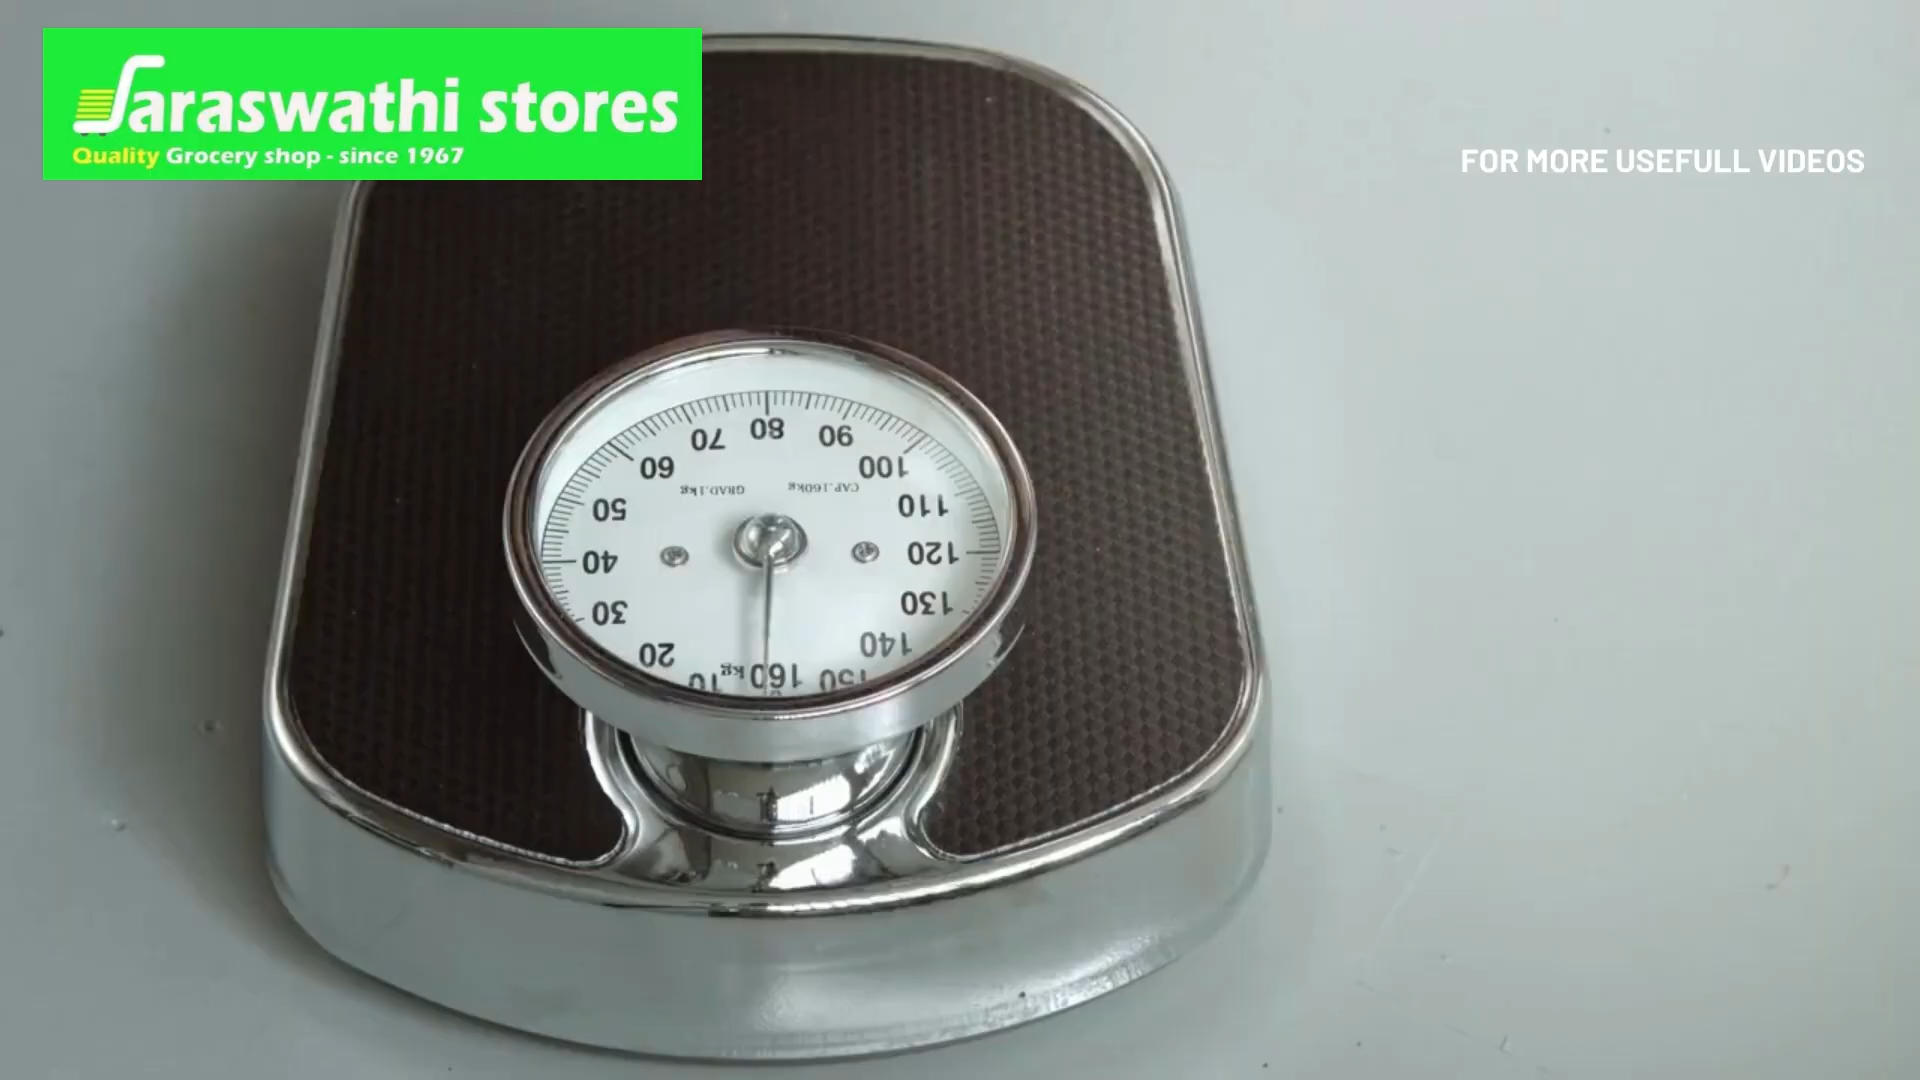 Saraswathi stores
Quality Grocery shop - since 1967
FOR MORE USEFULL VIDEOS
80
70
90
60
100
GRAD.1kg
CAP.160kg
50
110
40
120
30
130
20
140
10
kg
160
150